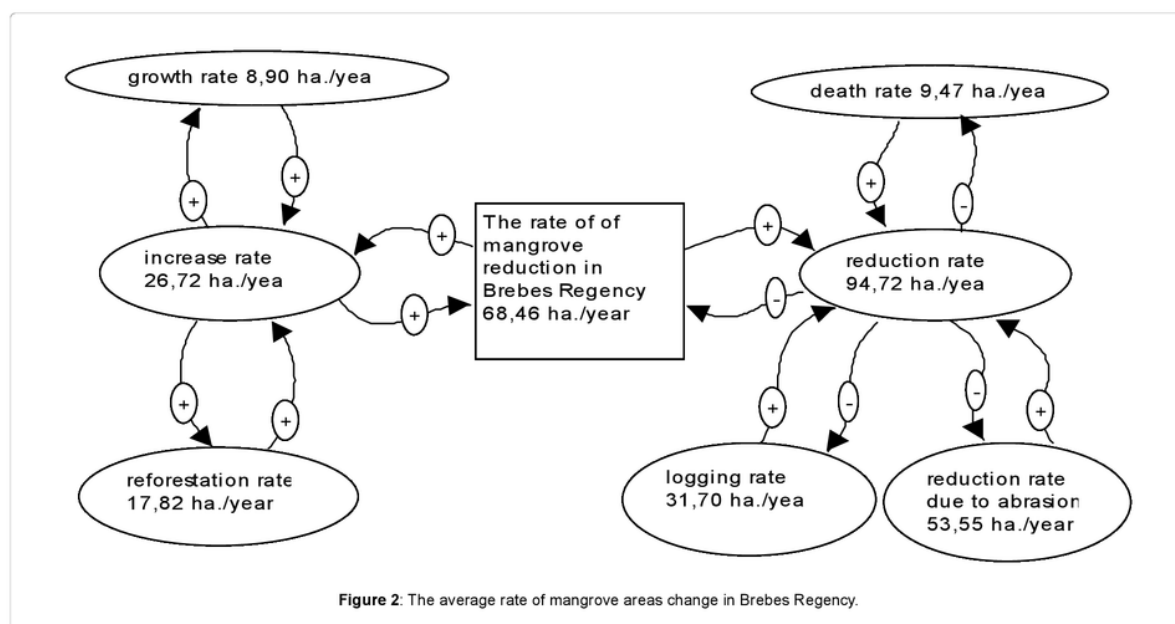 growth rate 8,90 ha./yea
death rate 9,47 ha./yea
+
+
+
-
The rate of of
mangrove
reduction in
Brebes Regency
68,46 ha./year
+
+
increase rate
26,72 ha./yea
reduction rate
94,72 ha./yea
+
-
+
+
+
-
-
+
reforestation rate
17,82 ha./year
logging rate
31,70 ha./yea
reduction rate
due to abrasion
53,55 ha./year
Figure 2: The average rate of mangrove areas change in Brebes Regency.